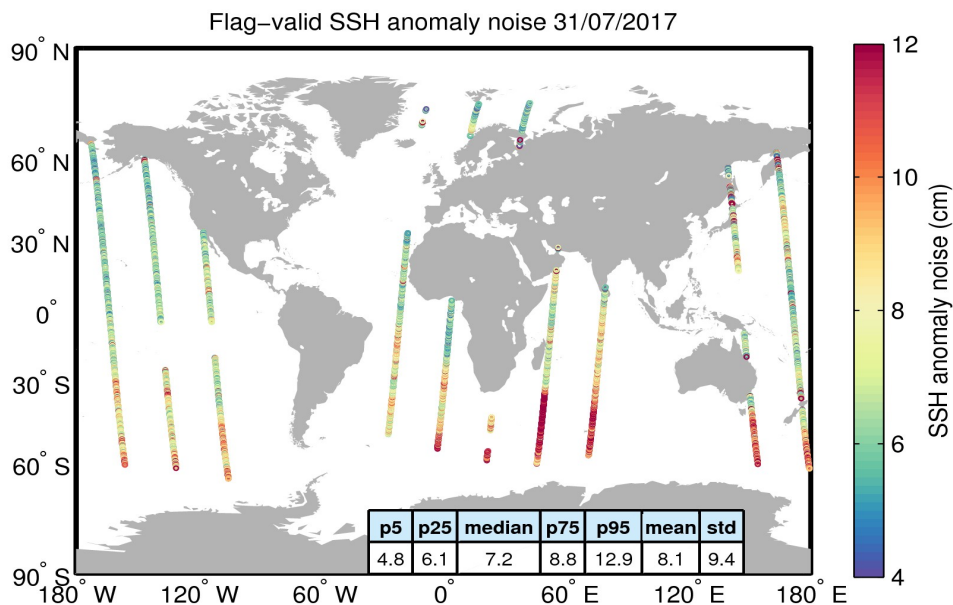 Flag−valid SSH anomaly noise 31/07/2017
90° N
60° N
30° N
0°
30° S
60° S
90° S
180° W
120° W
60° W
0°
60° E
120° E
180° E
p5 p25 median p75 p95 mean std
4.8 6.1 7.2 8.8 12.9 8.1 9.4
12
10
8
6
4
SSH anomaly noise (cm)